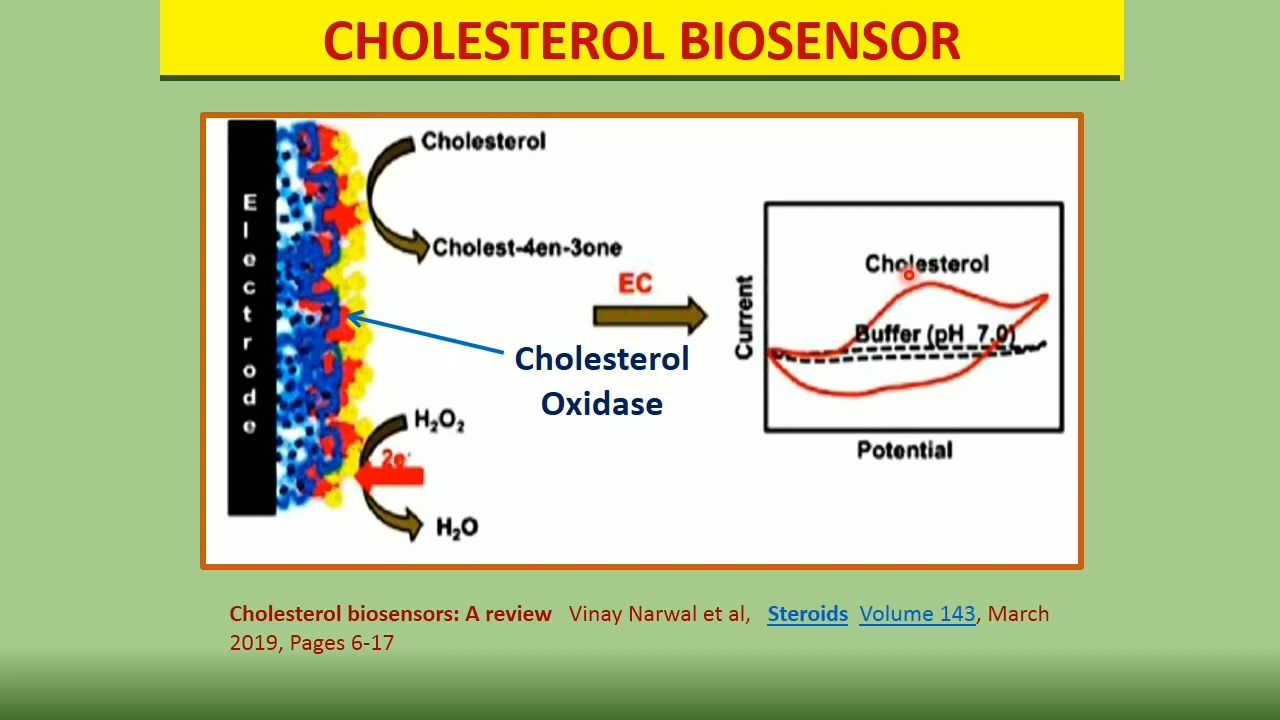 CHOLESTEROL BIOSENSOR
Electrode
Cholesterol
Cholest-4en-3one
EC
Cholesterol
Oxidase
H₂O₂
2e⁻
H₂O
Current
Cholesterol
Buffer (pH 7.0)
Potential
Cholesterol biosensors: A review Vinay Narwal et al, Steroids Volume 143, March
2019, Pages 6-17